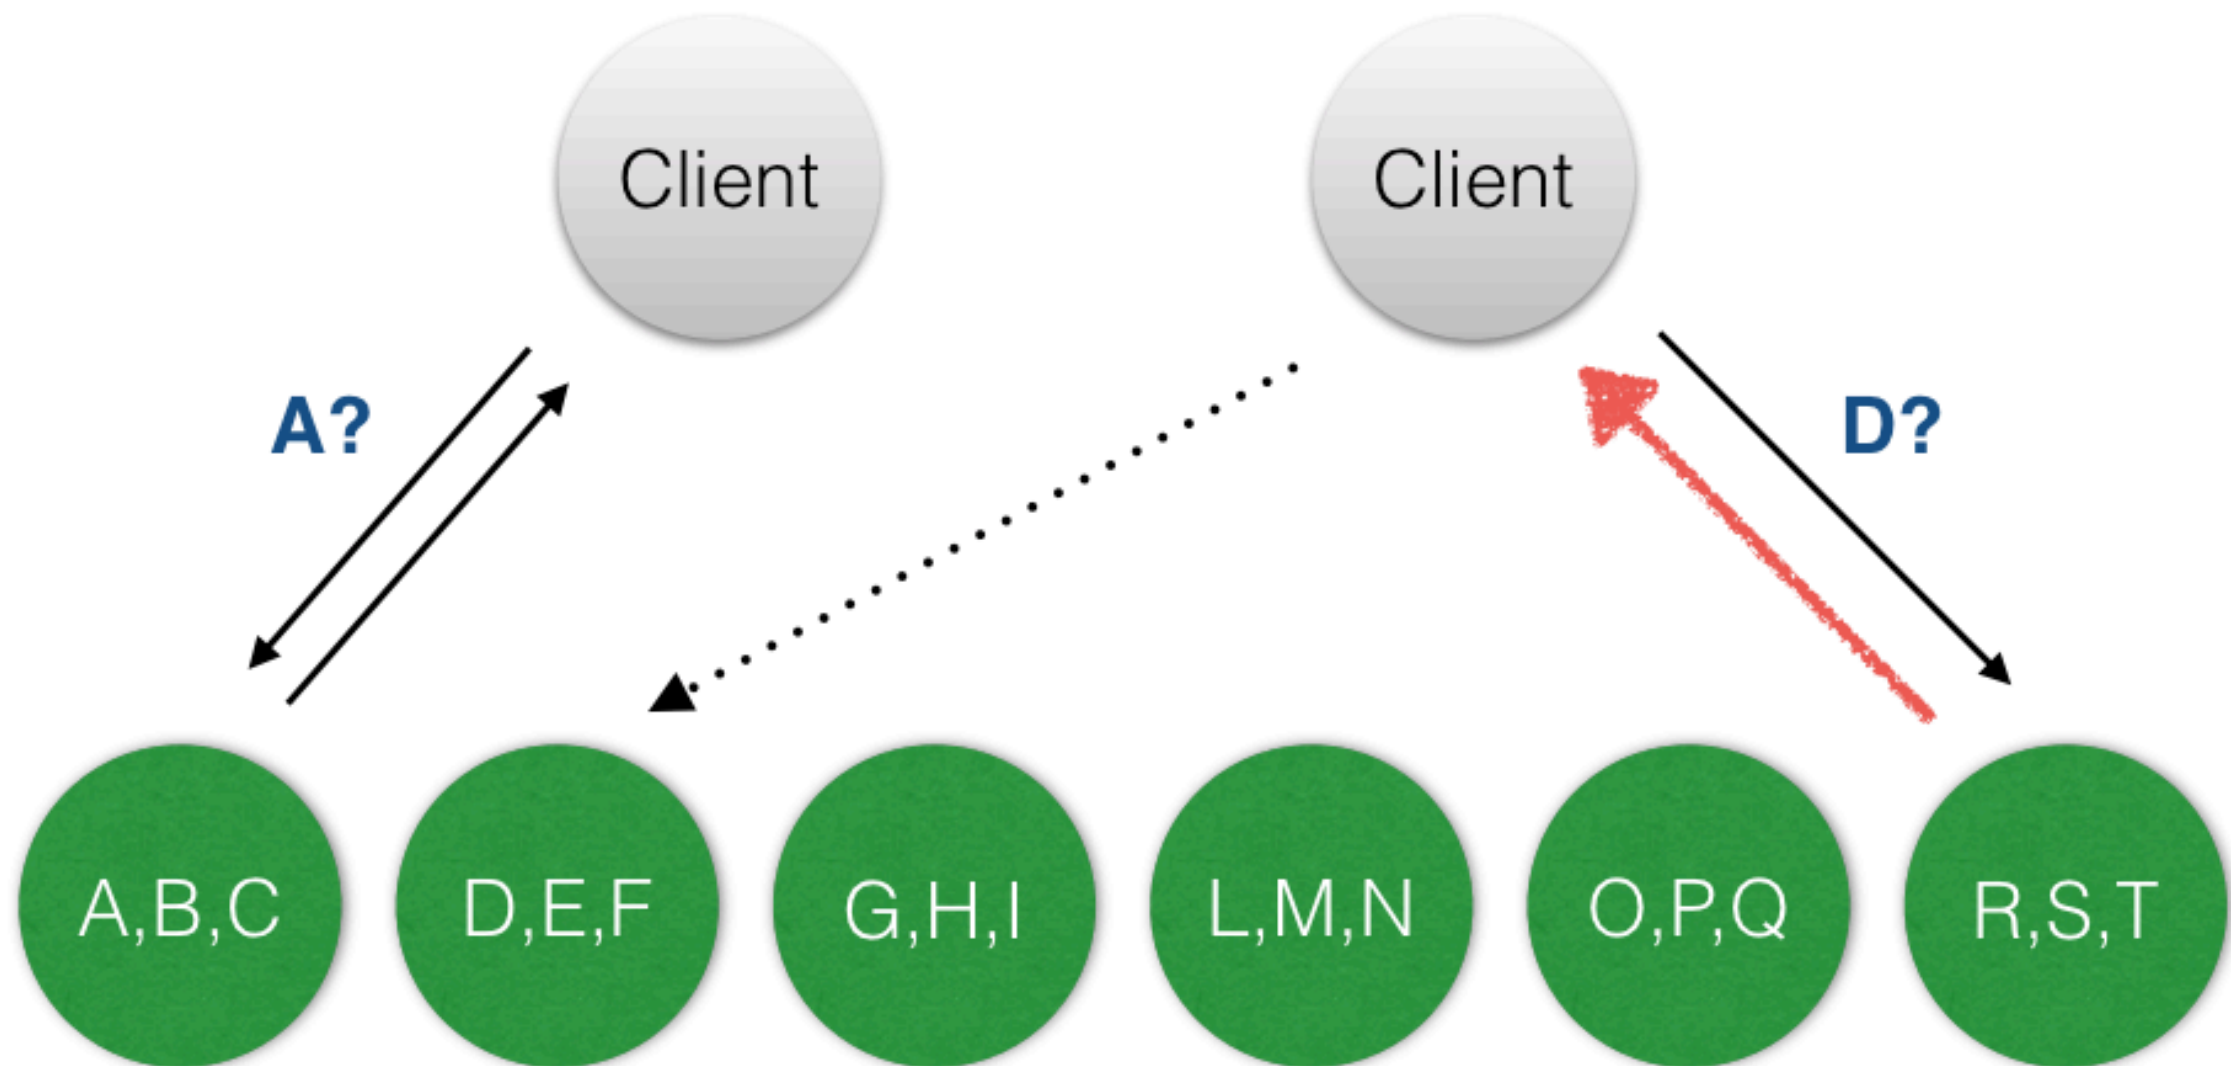 Client
Client
A?
D?
A,B,C
D,E,F
G,H,I
L,M,N
O,P,Q
R,S,T